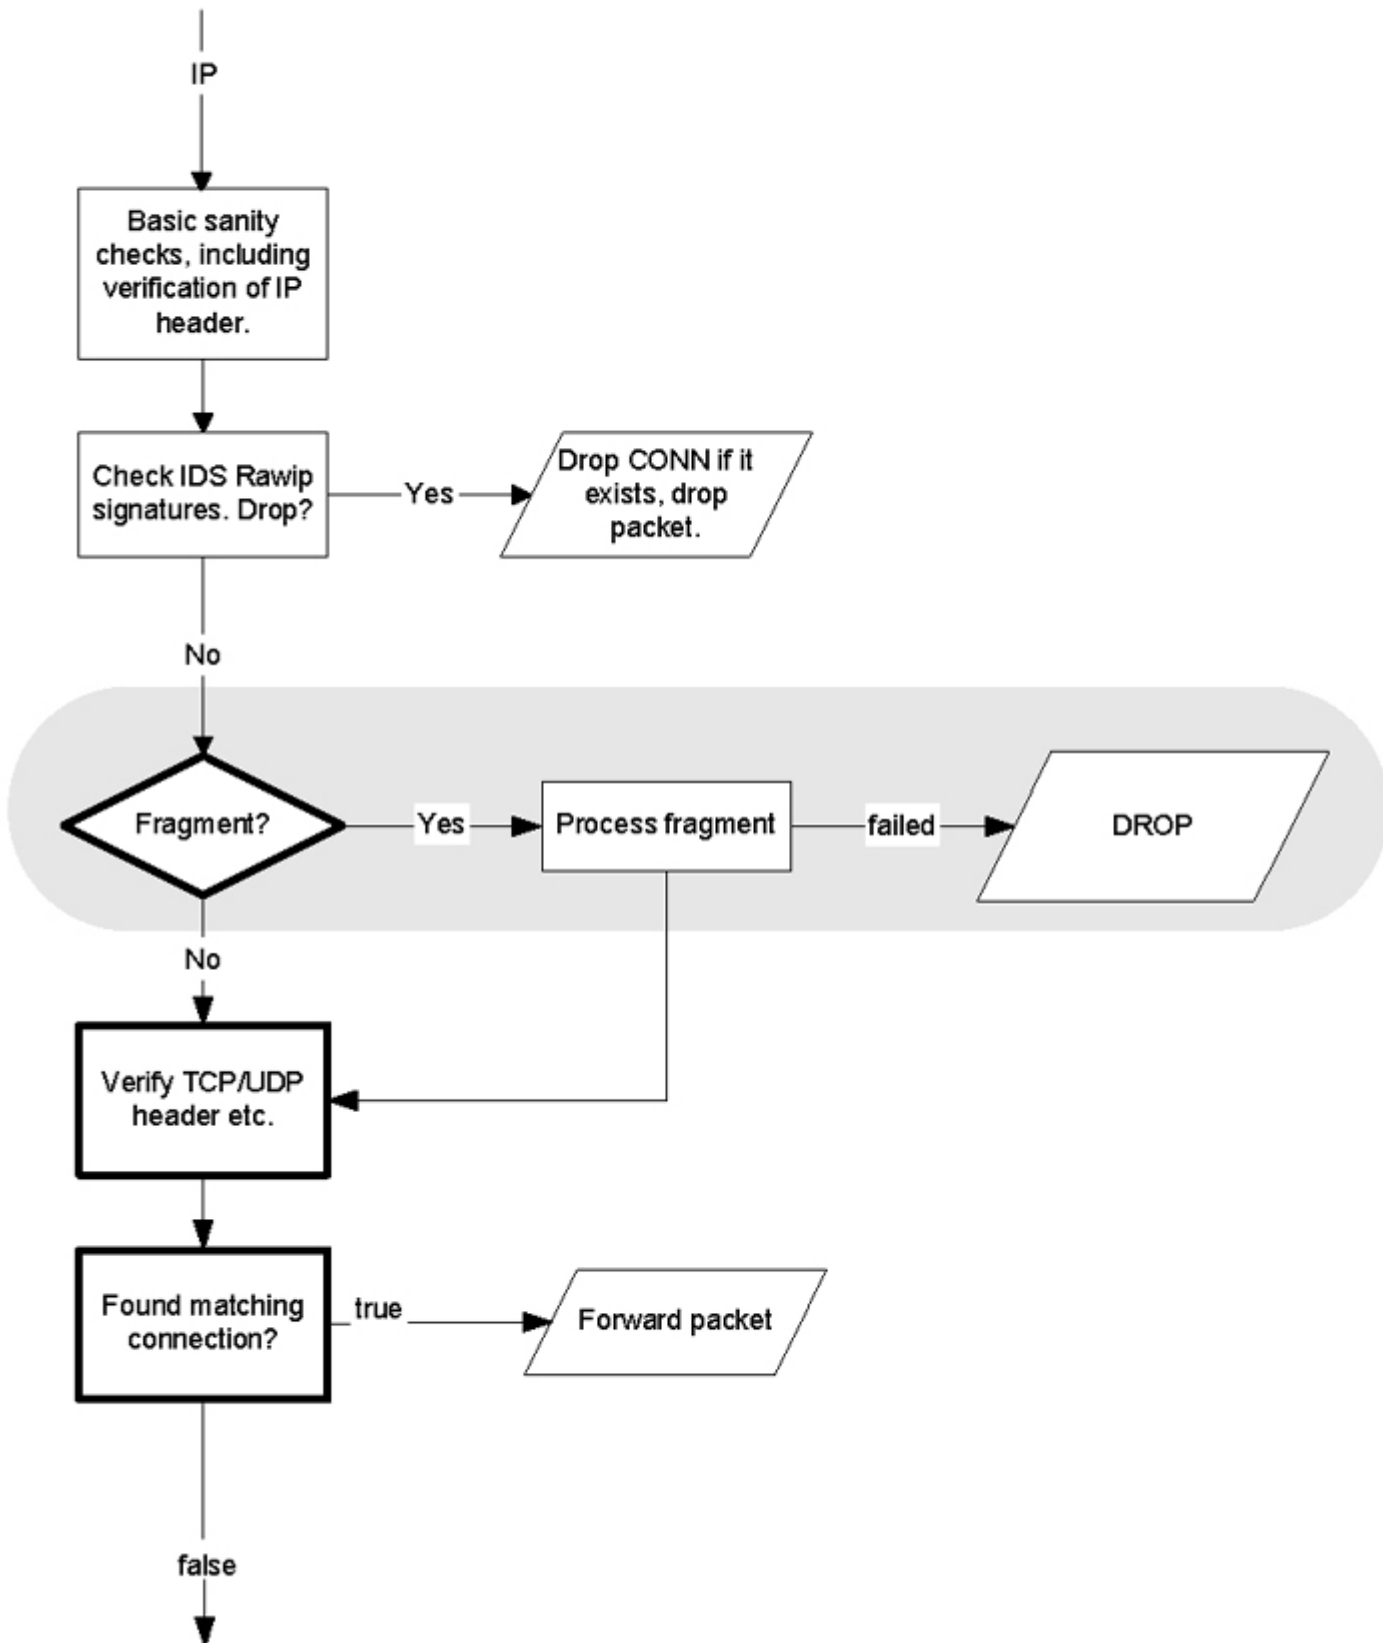 IP
Basic sanity
checks, including
verification of IP
header.
Check IDS Rawip
signatures. Drop?
Yes
Drop CONN if it
exists, drop
packet.
No
Fragment?
Yes
Process fragment
failed
DROP
No
Verify TCP/UDP
header etc.
Found matching
connection?
true
Forward packet
false